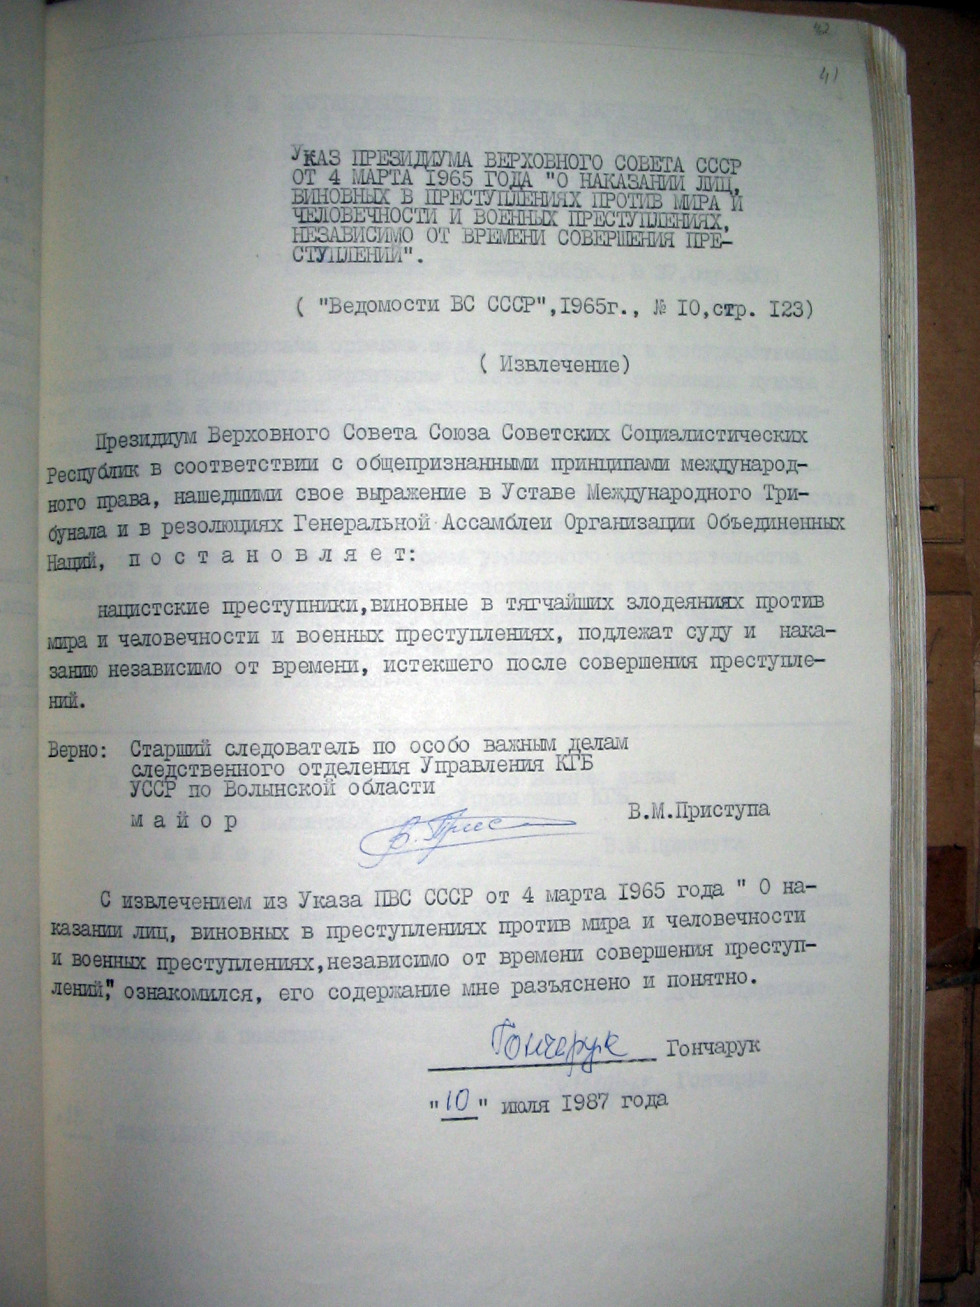 42
41
УКАЗ ПРЕЗИДИУМА ВЕРХОВНОГО СОВЕТА СССР
ОТ 4 МАРТА 1965 ГОДА "О НАКАЗАНИИ ЛИЦ,
ВИНОВНЫХ В ПРЕСТУПЛЕНИЯХ ПРОТИВ МИРА И
ЧЕЛОВЕЧНОСТИ И ВОЕННЫХ ПРЕСТУПЛЕНИЯХ,
НЕЗАВИСИМО ОТ ВРЕМЕНИ СОВЕРШЕНИЯ ПРЕ-
СТУПЛЕНИЙ".
( "Ведомости ВС СССР",1965г., № 10,стр. 123)
( Извлечение)
Президиум Верховного Совета Союза Советских Социалистических
Республик в соответствии с общепризнанными принципами международ-
ного права, нашедшими свое выражение в Уставе Международного Три-
бунала и в резолюциях Генеральной Ассамблеи Организации Объединенных
Наций, п о с т а н о в л я е т:
нацистские преступники,виновные в тягчайших злодеяниях против
мира и человечности и военных преступлениях, подлежат суду и нака-
занию независимо от времени, истекшего после совершения преступле-
ний.
Верно: Старший следователь по особо важным делам
следственного отделения Управления КГБ
УССР по Волынской области
м а й о р В.М.Приступа
С извлечением из Указа ПВС СССР от 4 марта 1965 года " О на-
казании лиц, виновных в преступлениях против мира и человечности
и военных преступлениях,независимо от времени совершения преступ-
лений", ознакомился, его содержание мне разъяснено и понятно.
Гончарук Гончарук
"10" июля 1987 года